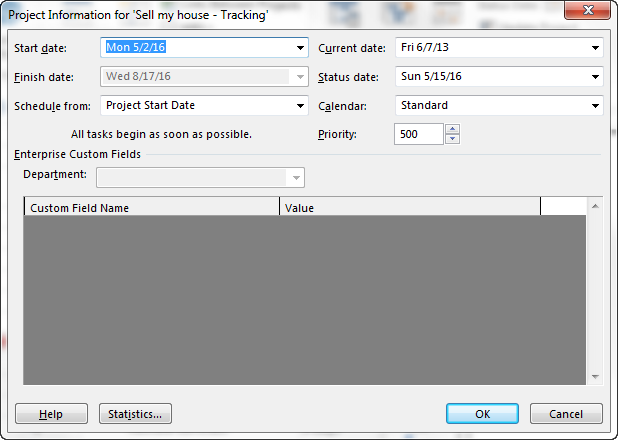 Project Information for 'Sell my house - Tracking'
Start date: Mon 5/2/16 Current date: Fri 6/7/13
Finish date: Wed 8/17/16 Status date: Sun 5/15/16
Schedule from: Project Start Date Calendar: Standard
All tasks begin as soon as possible. Priority: 500
Enterprise Custom Fields
Department:
Custom Field Name Value
Help Statistics... OK Cancel